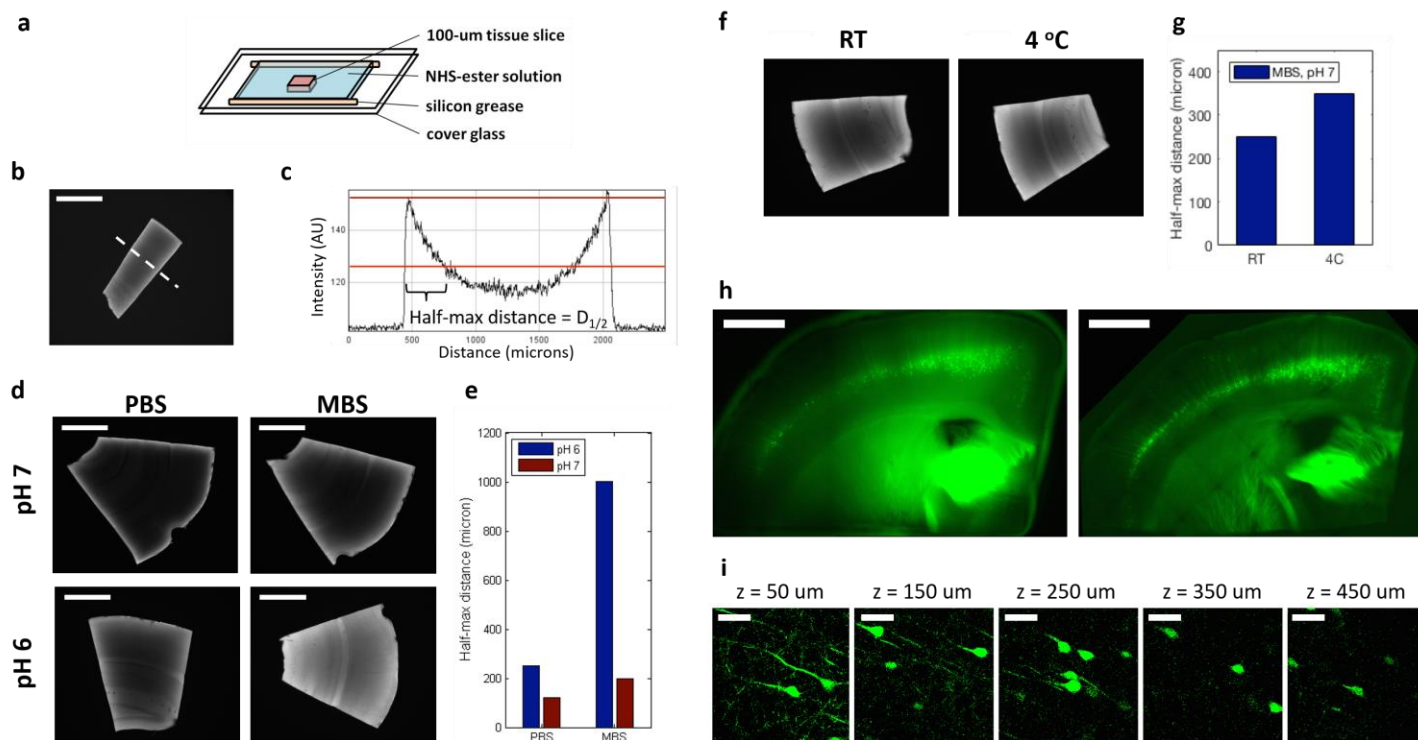 a
100-um tissue slice
NHS-ester solution
silicon grease
cover glass
b
c
Intensity (AU)
140
120
Half-max distance = D1/2
0
500
1000
1500
2000
Distance (microns)
d
PBS
MBS
pH 7
pH 6
e
Half-max distance (micron)
1200
1000
800
600
400
200
0
pH 6
pH 7
PBS
MBS
f
RT
4 °C
g
Half-max distance (micron)
400
300
200
100
0
MBS, pH 7
RT
4C
h
i
z = 50 um
z = 150 um
z = 250 um
z = 350 um
z = 450 um